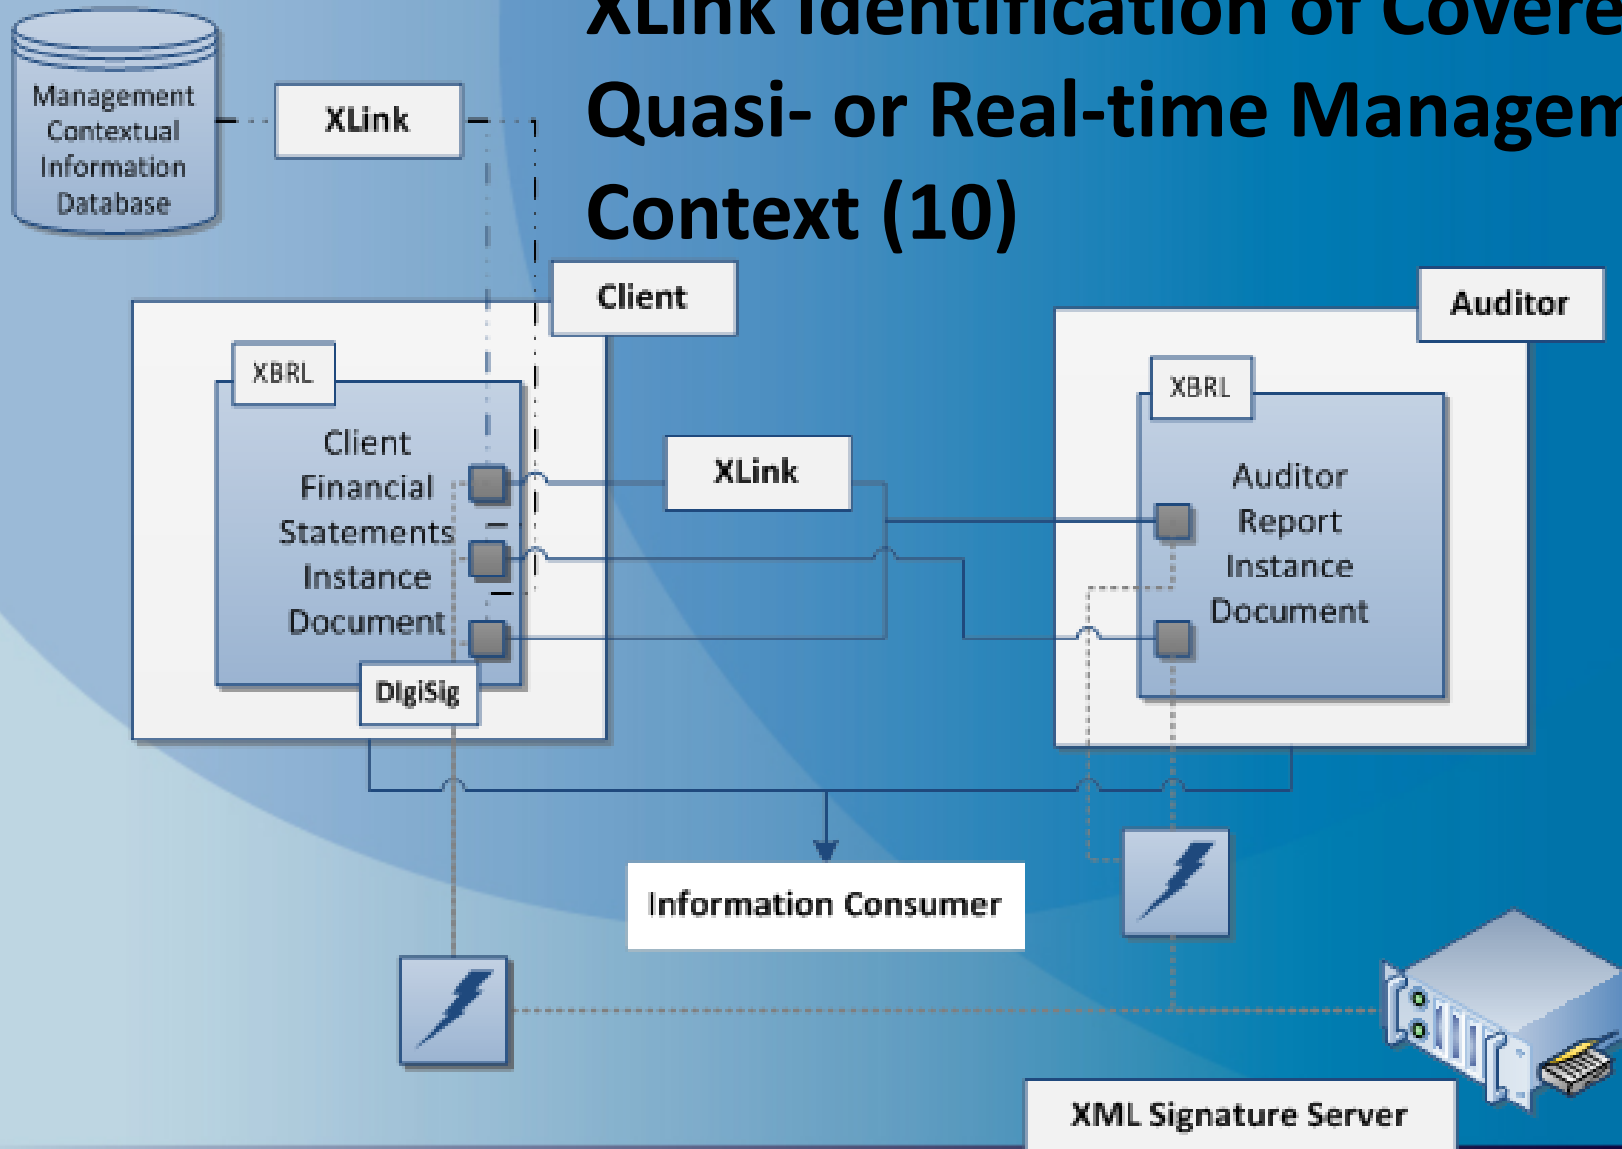 XLink Identification of Covere
Quasi- or Real-time Managem
Context (10)
Management
Contextual
Information
Database
XLink
Client
Auditor
XBRL
Client
Financial
Statements
Instance
Document
DIgiSig
XLink
XBRL
Auditor
Report
Instance
Document
Information Consumer
XML Signature Server